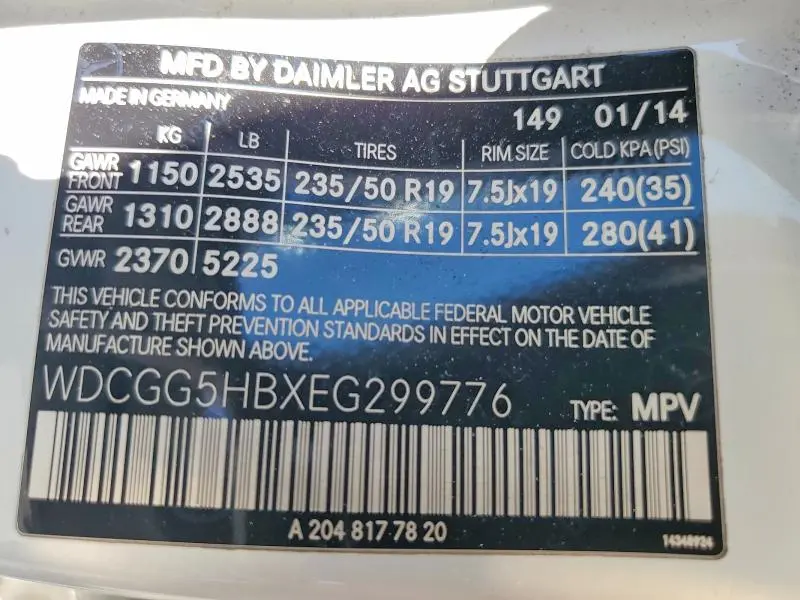 MFD BY DAIMLER AG STUTTGART
MADE IN GERMANY
149 01/14
KG LB TIRES RIM SIZE COLD KPA(PSI)
GAWR FRONT 1150 2535 235/50 R19 7.5Jx19 240(35)
GAWR REAR 1310 2888 235/50 R19 7.5Jx19 280(41)
GVWR 2370 5225
THIS VEHICLE CONFORMS TO ALL APPLICABLE FEDERAL MOTOR VEHICLE
SAFETY AND THEFT PREVENTION STANDARDS IN EFFECT ON THE DATE OF
MANUFACTURE SHOWN ABOVE.
WDCGG5HBXEG299776 TYPE: MPV
A 204 817 78 20
14348924